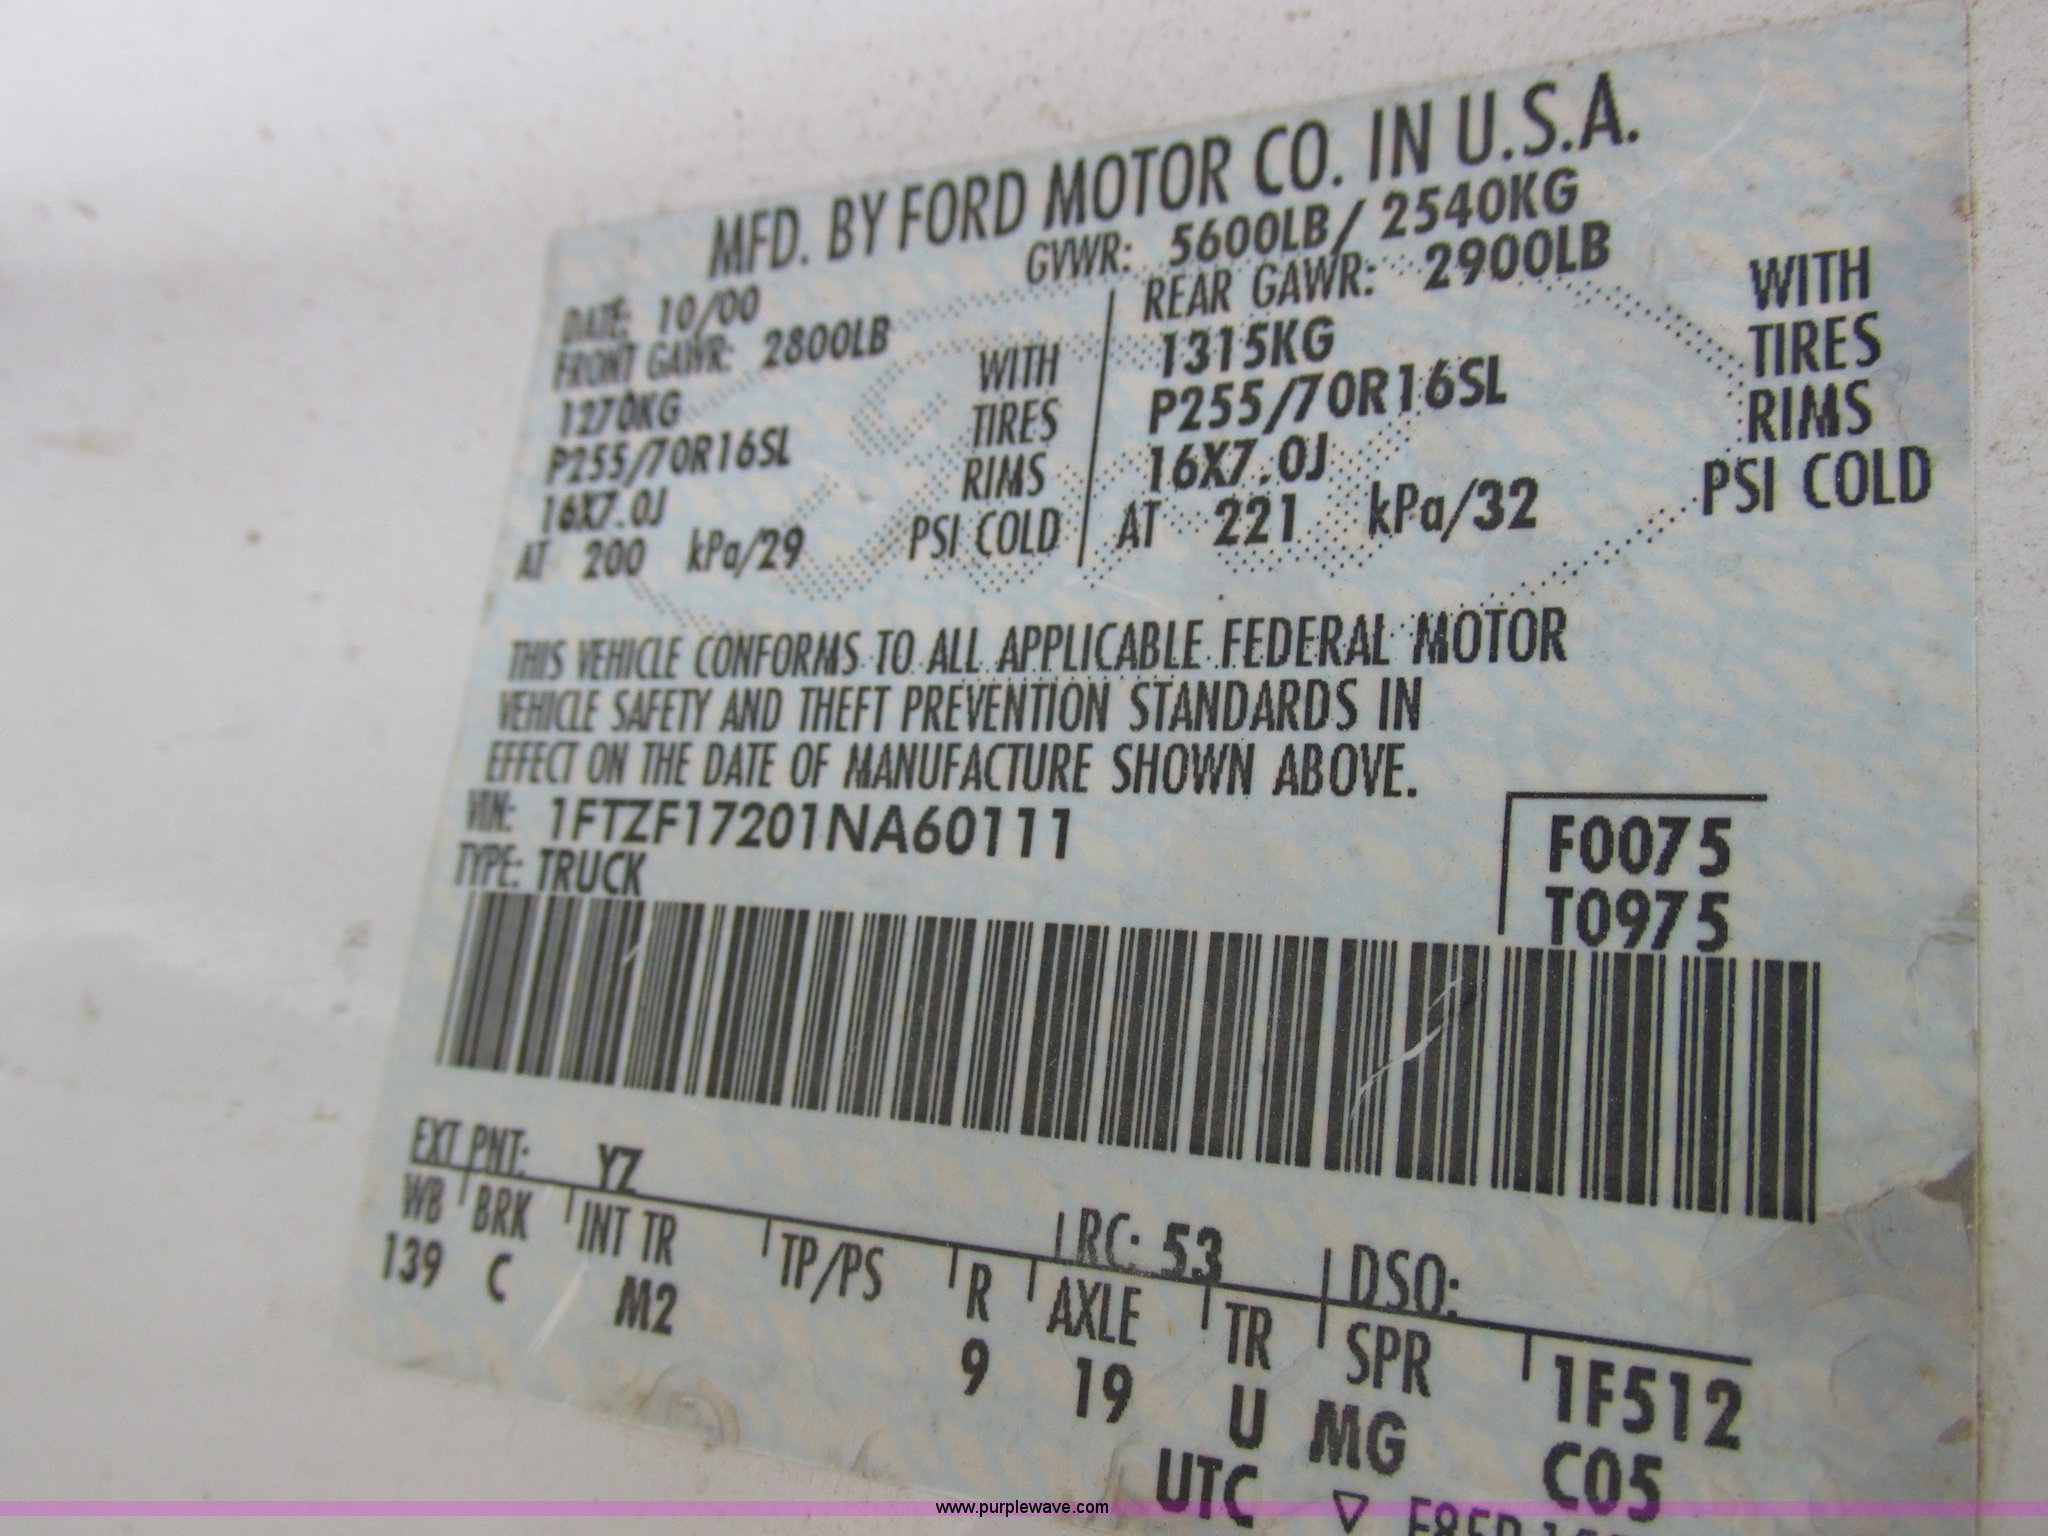 MFD. BY FORD MOTOR CO. IN U.S.A.
DATE: 10/00 GVWR: 5600LB/ 2540KG
FRONT GAWR: 2800LB REAR GAWR: 2900LB
1270KG WITH 1315KG WITH
P255/70R16SL TIRES P255/70R16SL TIRES
16X7.0J RIMS 16X7.0J RIMS
AT 200 kPa/29 PSI COLD AT 221 kPa/32 PSI COLD
THIS VEHICLE CONFORMS TO ALL APPLICABLE FEDERAL MOTOR
VEHICLE SAFETY AND THEFT PREVENTION STANDARDS IN
EFFECT ON THE DATE OF MANUFACTURE SHOWN ABOVE.
VIN: 1FTZF17201NA60111 F0075
TYPE: TRUCK T0975
EXT PNT: YZ RC: 53 DSO:
WB BRK INT TR TP/PS R AXLE TR SPR 1F512
139 C M2 9 19 U MG C05
UTC ▽
www.purplewave.com